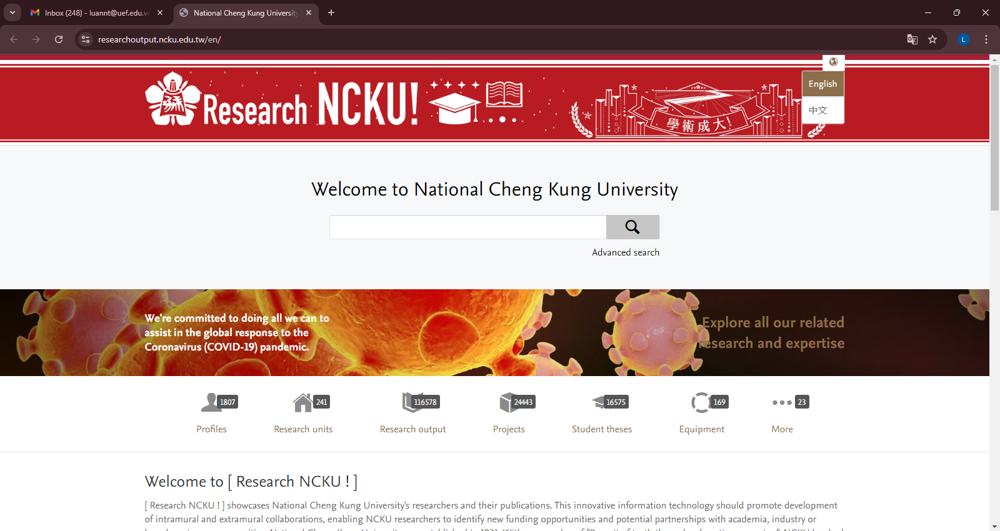 Inbox (248) - luannt@uef.edu.vn
National Cheng Kung University
researchoutput.ncku.edu.tw/en/
L
Research NCKU!
學術成大!
English
中文
Welcome to National Cheng Kung University
Advanced search
We're committed to doing all we can to
assist in the global response to the
Coronavirus (COVID-19) pandemic.
Explore all our related
research and expertise
1807
241
116578
24443
16575
169
23
Profiles
Research units
Research output
Projects
Student theses
Equipment
More
Welcome to [ Research NCKU ! ]
[ Research NCKU ! ] showcases National Cheng Kung University's researchers and their publications. This innovative information technology should promote development
of intramural and extramural collaborations, enabling NCKU researchers to identify new funding opportunities and potential partnerships with academia, industry or